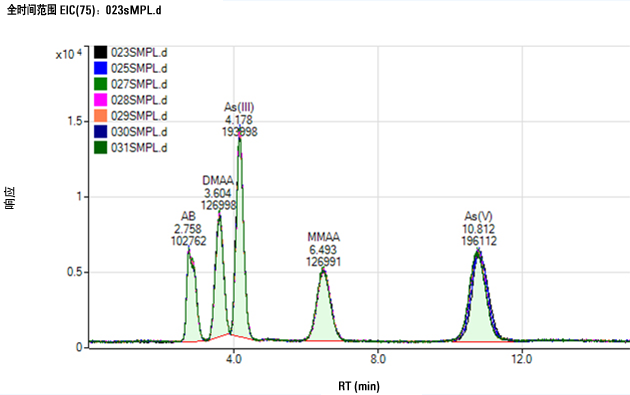 全时间范围 EIC(75)：023sMPL.d
x10⁴
023SMPL.d
025SMPL.d
027SMPL.d
028SMPL.d
029SMPL.d
030SMPL.d
031SMPL.d
As(III)
4.178
193998
DMAA
3.604
126998
AB
2.758
102762
MMAA
6.493
126991
As(V)
10.812
196112
1.5
1
0.5
0
响应
4.0 8.0 12.0
RT (min)